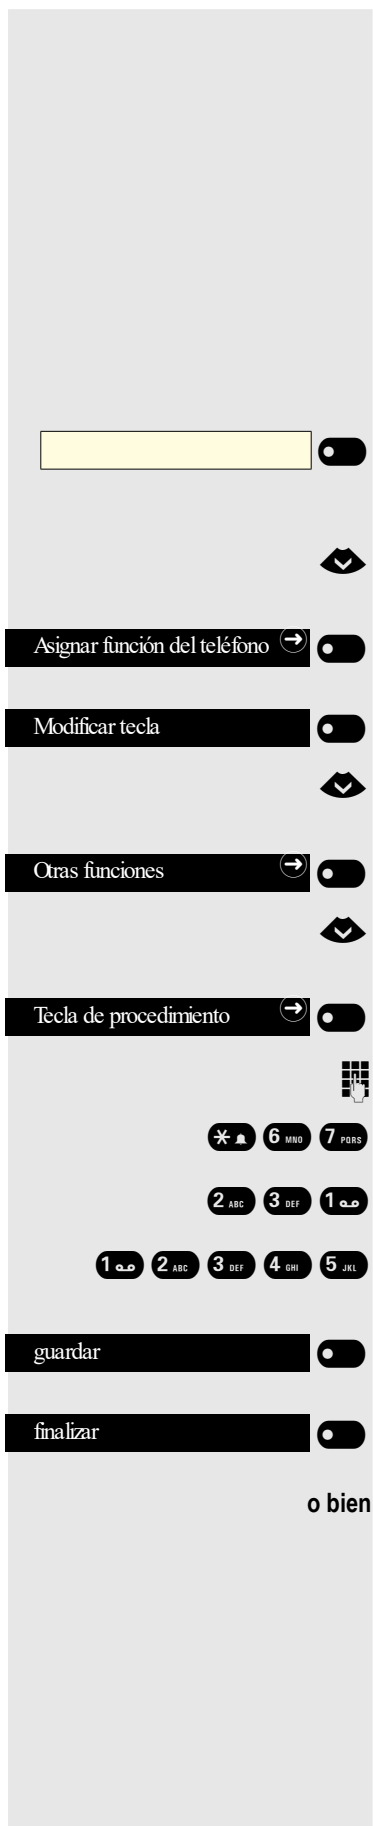 Asignar función del teléfono
Modificar tecla
Otras funciones
Tecla de procedimiento
* 6 MNO 7 PQRS
2 ABC 3 DEF 1
1 2 ABC 3 DEF 4 GHI 5 JKL
guardar
finalizar
o bien